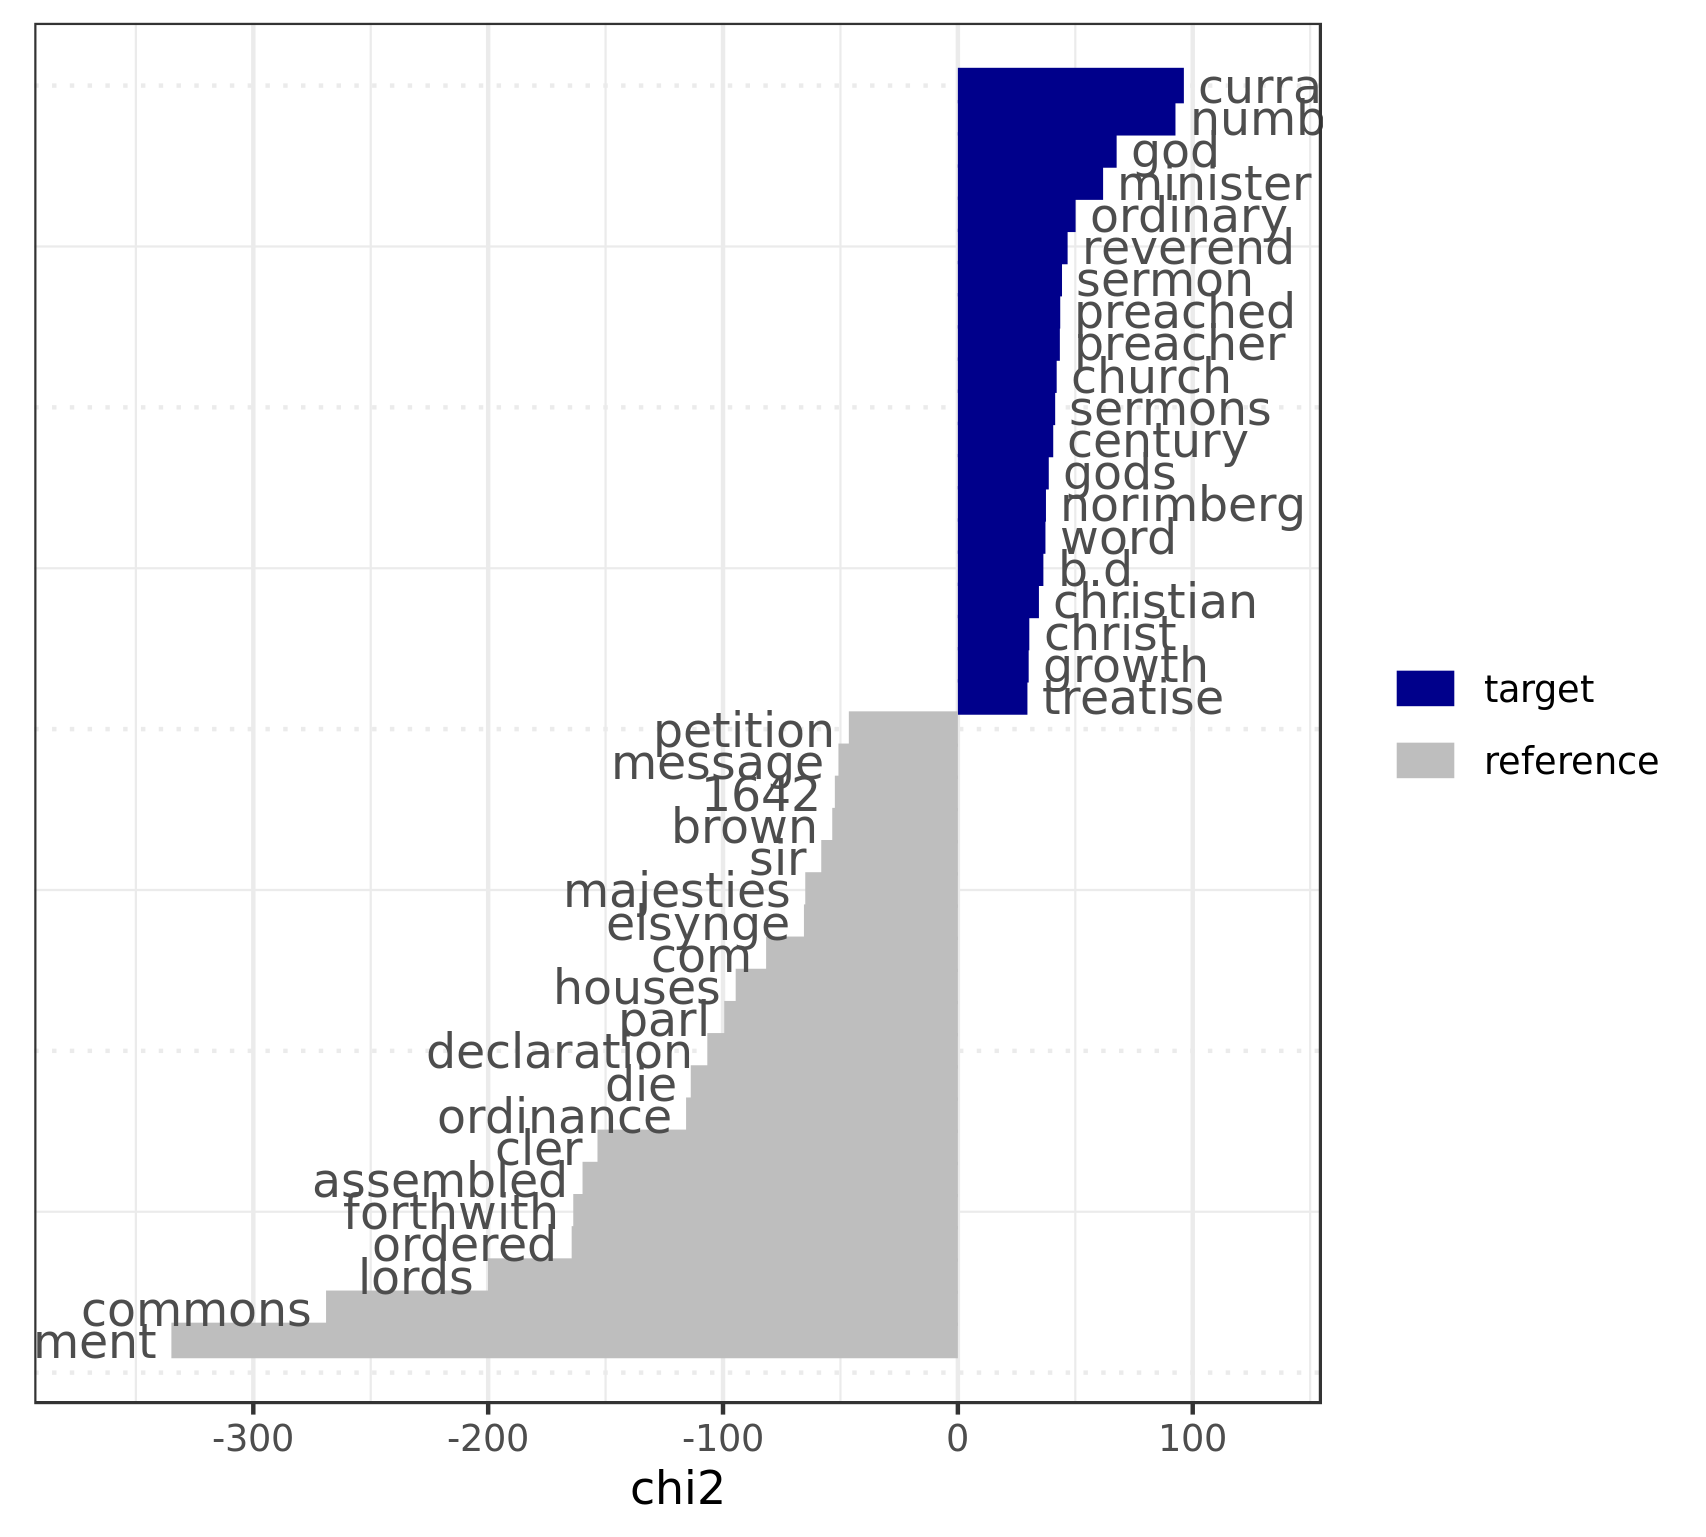 curra
numb
god
minister
ordinary
reverend
sermon
preached
preacher
church
sermons
century
gods
norimberg
word
b.d
christian
christ
growth
treatise
petition
message
1642
brown
sir
majesties
elsynge
com
houses
parl
declaration
die
ordinance
cler
assembled
forthwith
ordered
lords
commons
ment
target
reference
-300 -200 -100 0 100
chi2